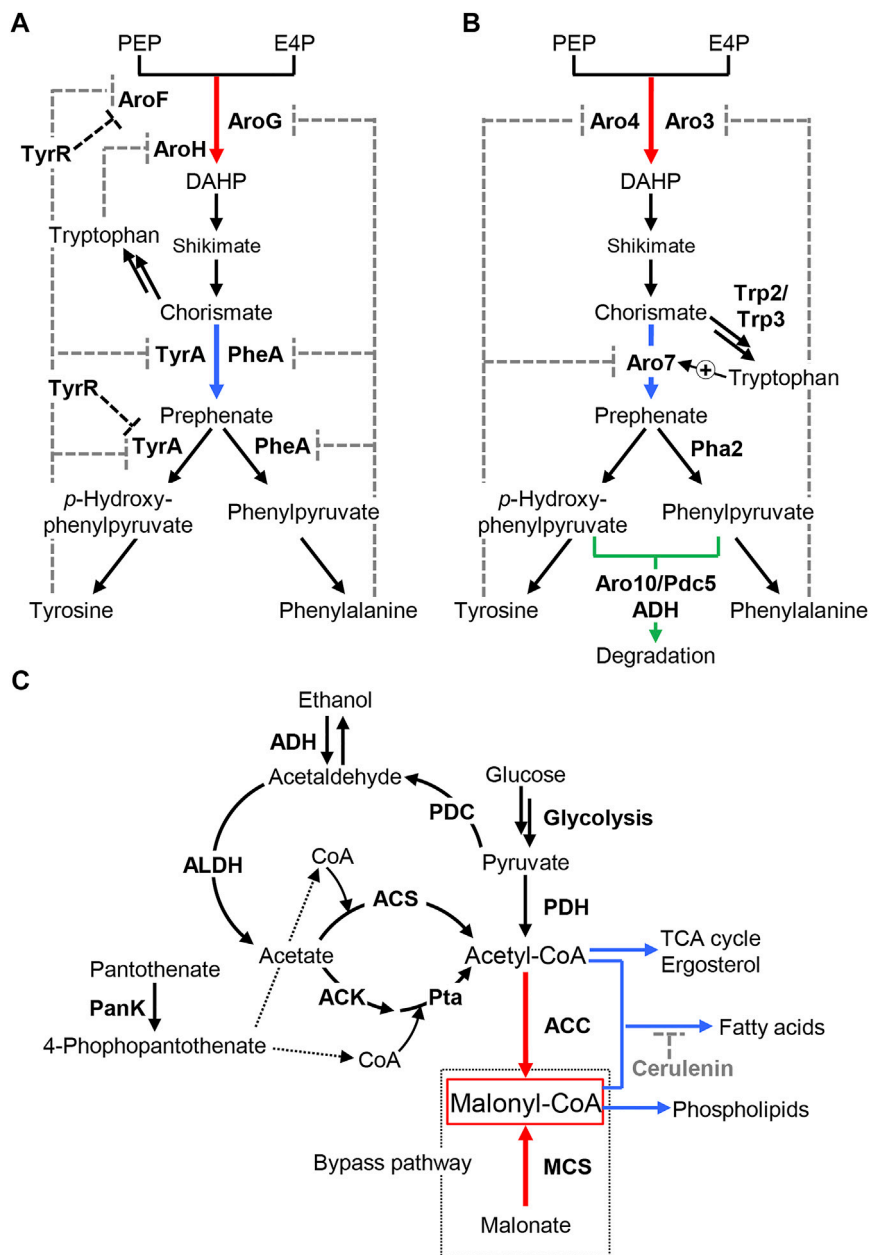 A
PEP
E4P
AroF
AroG
TyrR
AroH
DAHP
Tryptophan
Shikimate
Chorismate
TyrA
PheA
TyrR
Prephenate
TyrA
PheA
p-Hydroxy-
phenylpyruvate
Phenylpyruvate
Tyrosine
Phenylalanine
B
PEP
E4P
Aro4
Aro3
DAHP
Shikimate
Chorismate
Trp2/
Trp3
Aro7
+
Tryptophan
Prephenate
Pha2
p-Hydroxy-
phenylpyruvate
Phenylpyruvate
Aro10/Pdc5
ADH
Tyrosine
Phenylalanine
Degradation
C
Ethanol
ADH
Acetaldehyde
Glucose
PDC
Glycolysis
CoA
Pyruvate
ALDH
ACS
PDH
Acetate
Acetyl-CoA
TCA cycle
Ergosterol
Pantothenate
PanK
ACK
Pta
4-Phophopantothenate
CoA
ACC
Fatty acids
Cerulenin
Malonyl-CoA
Phospholipids
Bypass pathway
MCS
Malonate